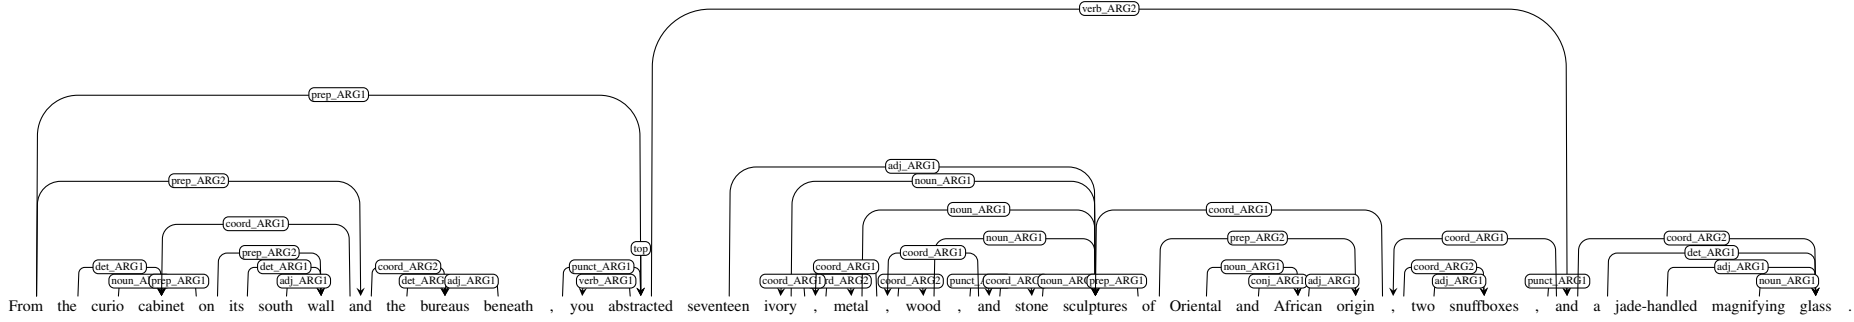 verb_ARG2
prep_ARG1
adj_ARG1
prep_ARG2 noun_ARG1
noun_ARG1 coord_ARG1
coord_ARG1
noun_ARG1 prep_ARG2 coord_ARG1 coord_ARG2
prep_ARG2 top coord_ARG1 det_ARG1
det_ARG1 det_ARG1 coord_ARG2 punct_ARG1 coord_ARG1 noun_ARG1 coord_ARG2 adj_ARG1
prep_ARG1 adj_ARG1 adj_ARG1 verb_ARG1 coord_ARG2 prep_ARG1 adj_ARG1 adj_ARG1 punct_ARG1 noun_ARG1
From the curio cabinet on its south wall and the bureaus beneath , you abstracted seventeen ivory , metal , wood , and stone sculptures of Oriental and African origin , two snuffboxes , and a jade-handled magnifying glass .